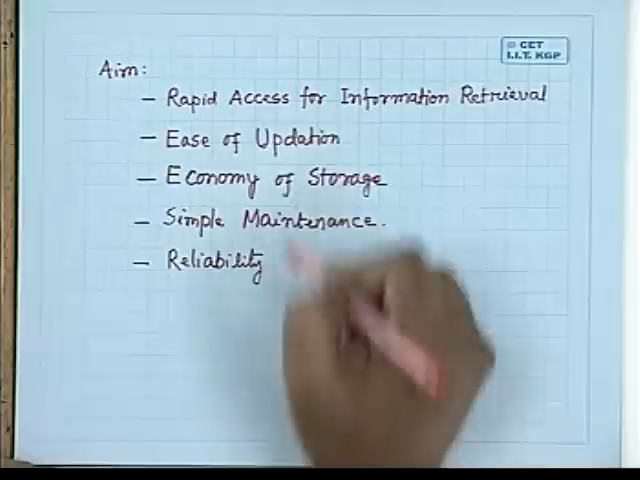 © CET
I.I.T. KGP
Aim:
- Rapid Access for Information Retrieval
- Ease of Updation
- Economy of Storage
- Simple Maintenance.
- Reliability